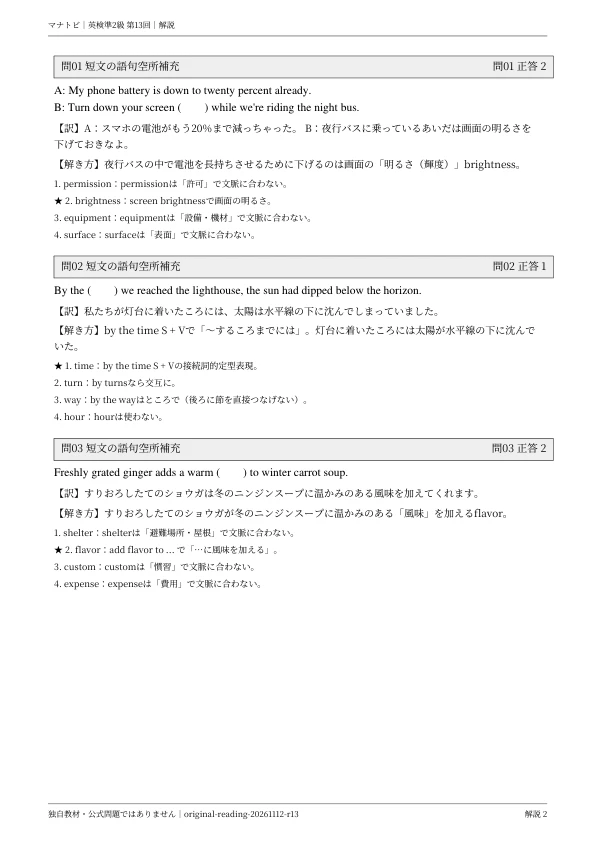 マナトビ｜英検準2級 第13回｜解説
問01 短文の語句空所補充 問01 正答 2
A: My phone battery is down to twenty percent already.
B: Turn down your screen (　　) while we're riding the night bus.
【訳】A：スマホの電池がもう20%まで減っちゃった。 B：夜行バスに乗っているあいだは画面の明るさを
下げておきなよ。
【解き方】夜行バスの中で電池を長持ちさせるために下げるのは画面の「明るさ（輝度）」brightness。
1. permission：permissionは「許可」で文脈に合わない。
★ 2. brightness：screen brightnessで画面の明るさ。
3. equipment：equipmentは「設備・機材」で文脈に合わない。
4. surface：surfaceは「表面」で文脈に合わない。
問02 短文の語句空所補充 問02 正答 1
By the (　　) we reached the lighthouse, the sun had dipped below the horizon.
【訳】私たちが灯台に着いたころには、太陽は水平線の下に沈んでしまっていました。
【解き方】by the time S + Vで「〜するころまでには」。灯台に着いたころには太陽が水平線の下に沈んで
いた。
★ 1. time：by the time S + Vの接続詞的定型表現。
2. turn：by turnsなら交互に。
3. way：by the wayはところで（後ろに節を直接つなげない）。
4. hour：hourは使わない。
問03 短文の語句空所補充 問03 正答 2
Freshly grated ginger adds a warm (　　) to winter carrot soup.
【訳】すりおろしたてのショウガは冬のニンジンスープに温かみのある風味を加えてくれます。
【解き方】すりおろしたてのショウガが冬のニンジンスープに温かみのある「風味」を加えるflavor。
1. shelter：shelterは「避難場所・屋根」で文脈に合わない。
★ 2. flavor：add flavor to … で「…に風味を加える」。
3. custom：customは「慣習」で文脈に合わない。
4. expense：expenseは「費用」で文脈に合わない。
独自教材・公式問題ではありません｜original-reading-20261112-r13 解説 2